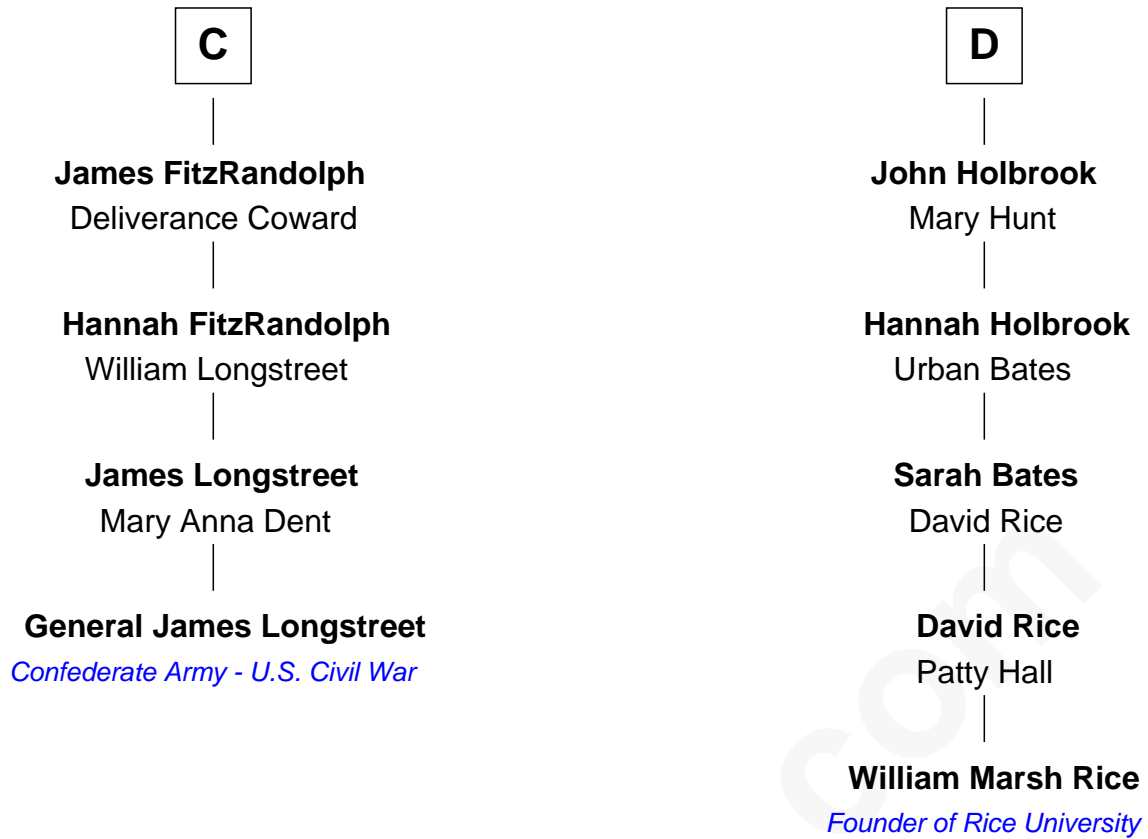 C
James FitzRandolph
Deliverance Coward
Hannah FitzRandolph
William Longstreet
James Longstreet
Mary Anna Dent
General James Longstreet
Confederate Army - U.S. Civil War
D
John Holbrook
Mary Hunt
Hannah Holbrook
Urban Bates
Sarah Bates
David Rice
David Rice
Patty Hall
William Marsh Rice
Founder of Rice University
com